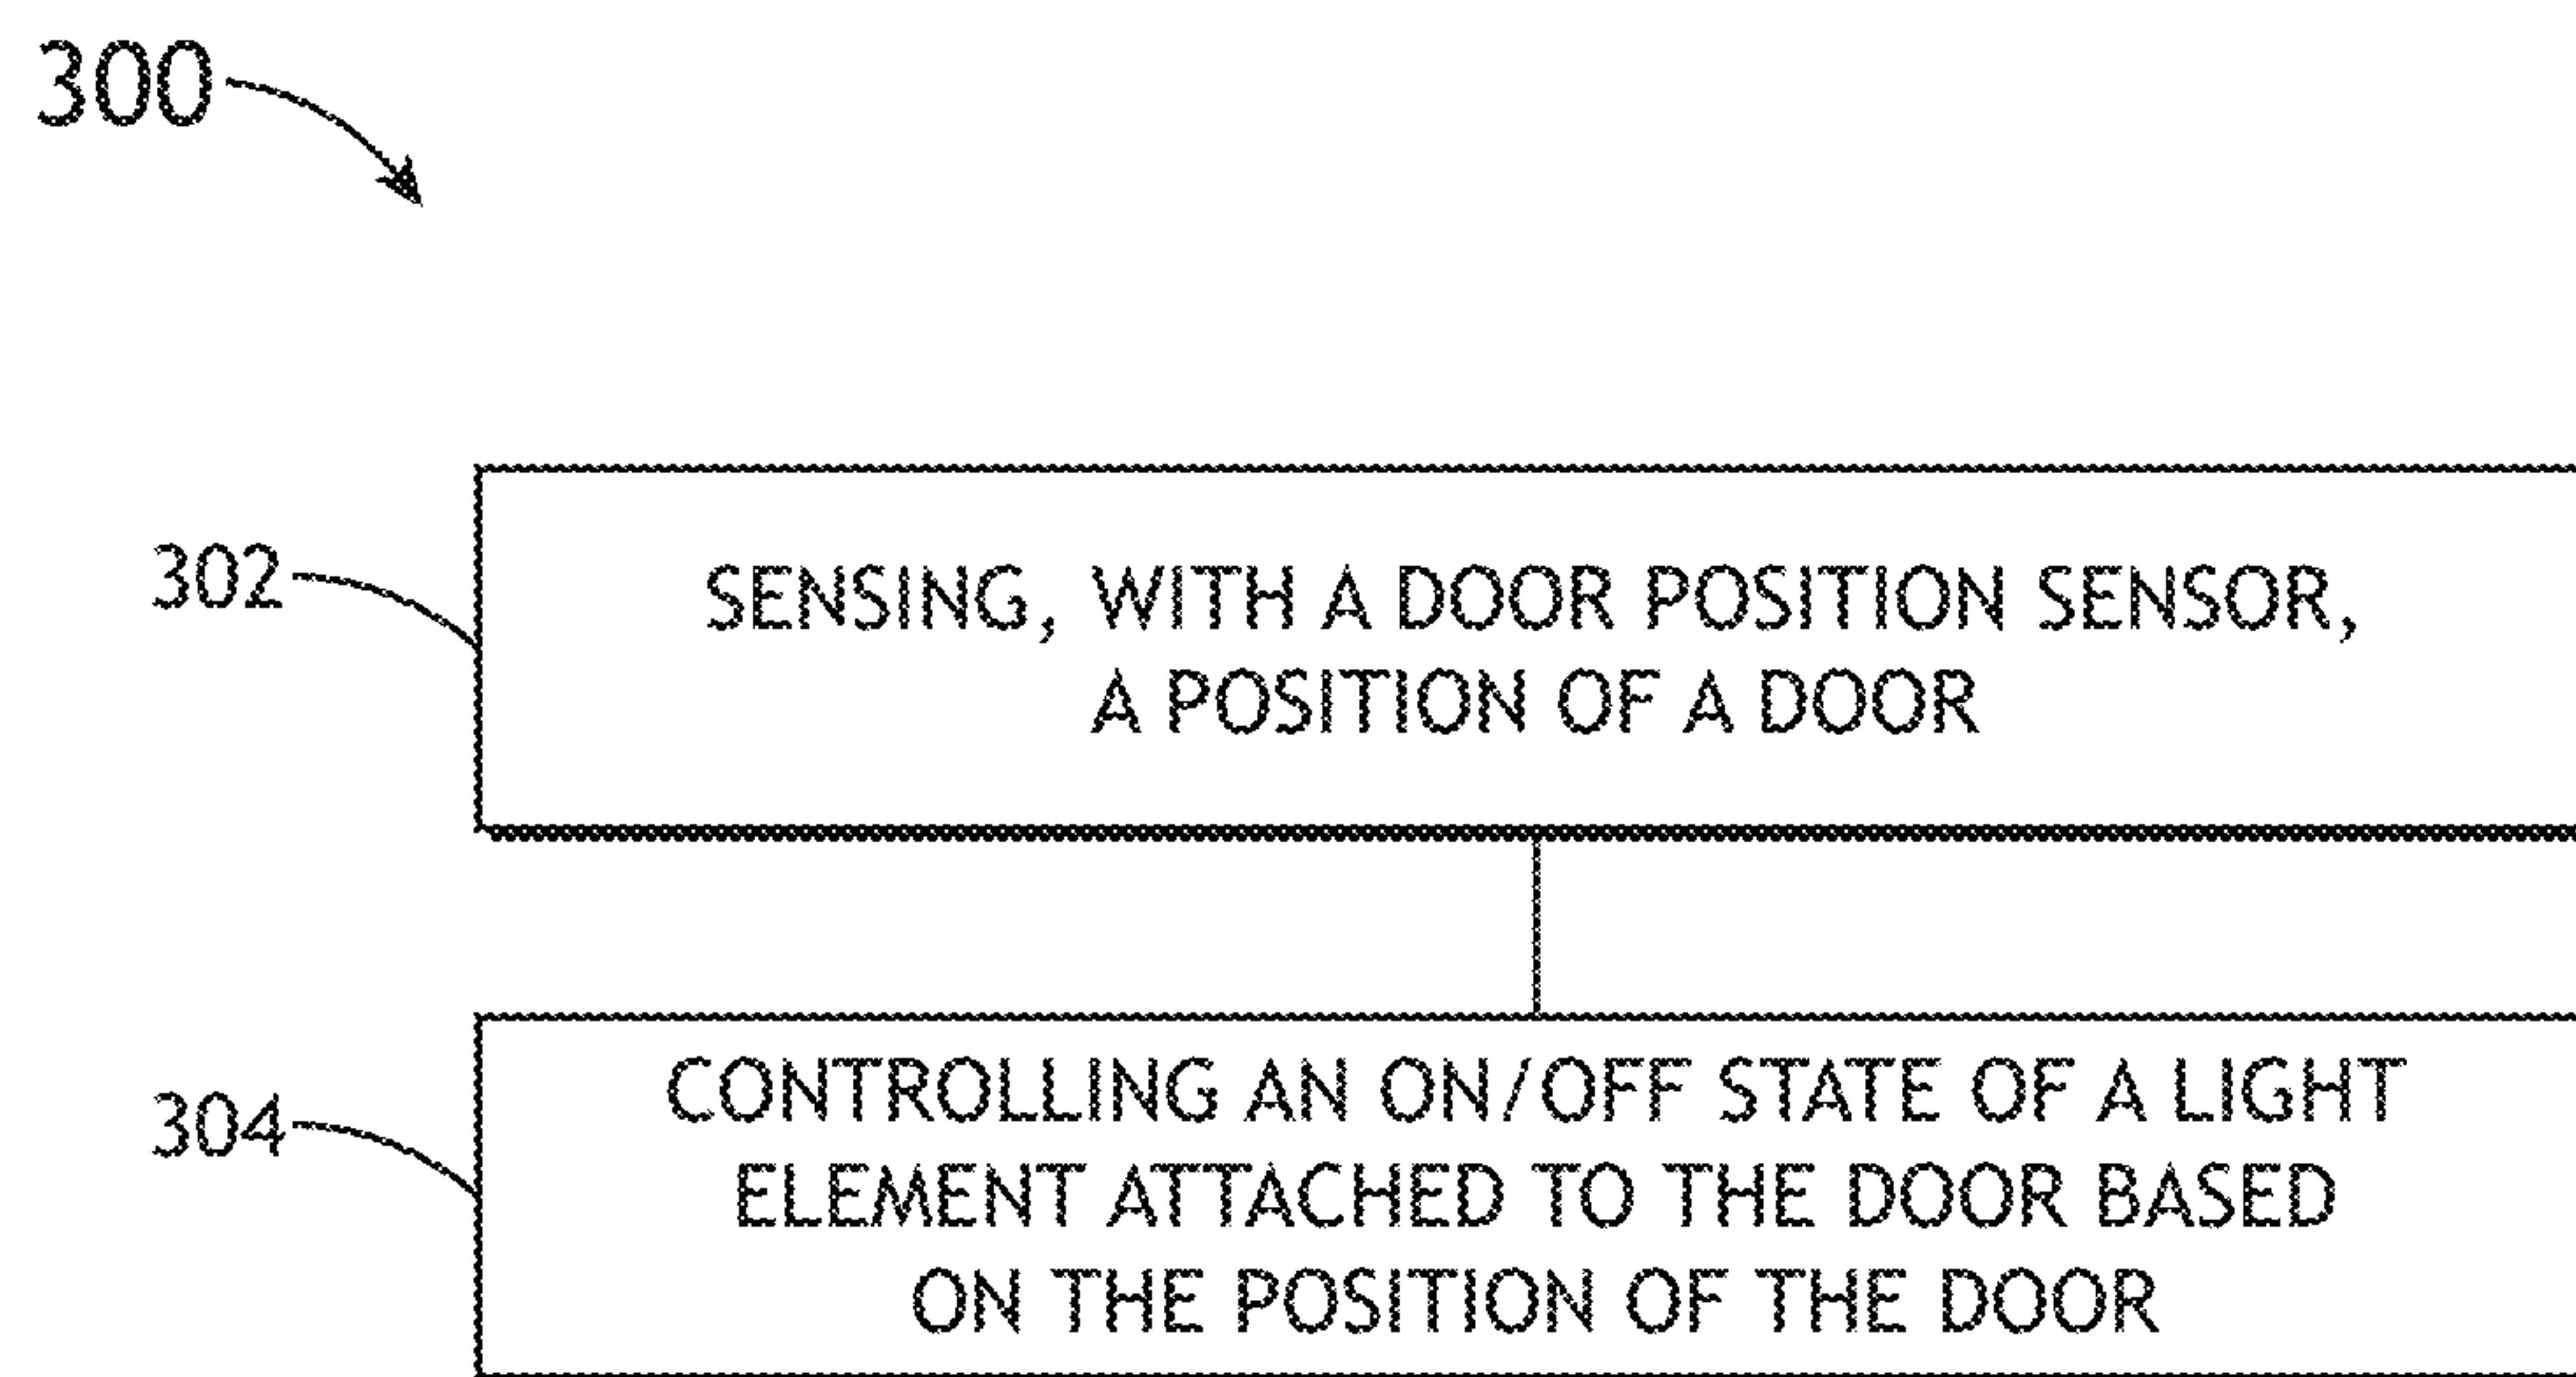 300
302
SENSING, WITH A DOOR POSITION SENSOR,
A POSITION OF A DOOR
304
CONTROLLING AN ON/OFF STATE OF A LIGHT
ELEMENT ATTACHED TO THE DOOR BASED
ON THE POSITION OF THE DOOR